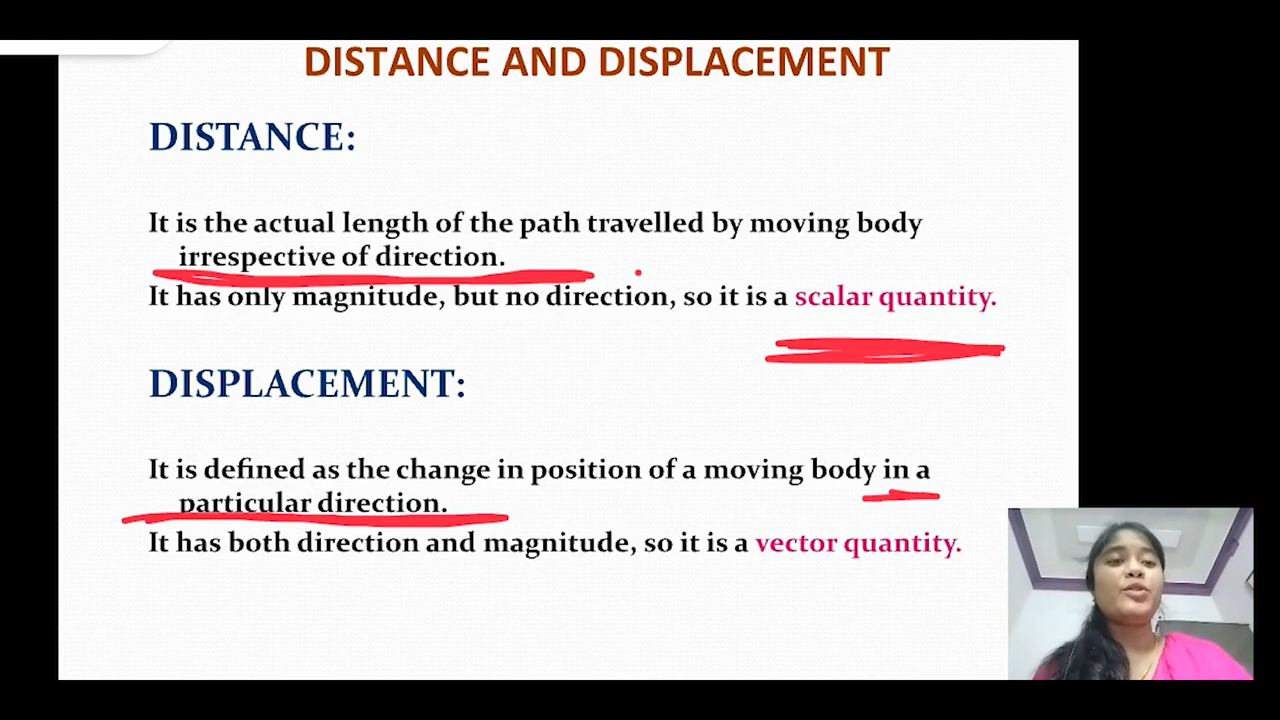 DISTANCE AND DISPLACEMENT
DISTANCE:
It is the actual length of the path travelled by moving body
irrespective of direction.
It has only magnitude, but no direction, so it is a scalar quantity.
DISPLACEMENT:
It is defined as the change in position of a moving body in a
particular direction.
It has both direction and magnitude, so it is a vector quantity.